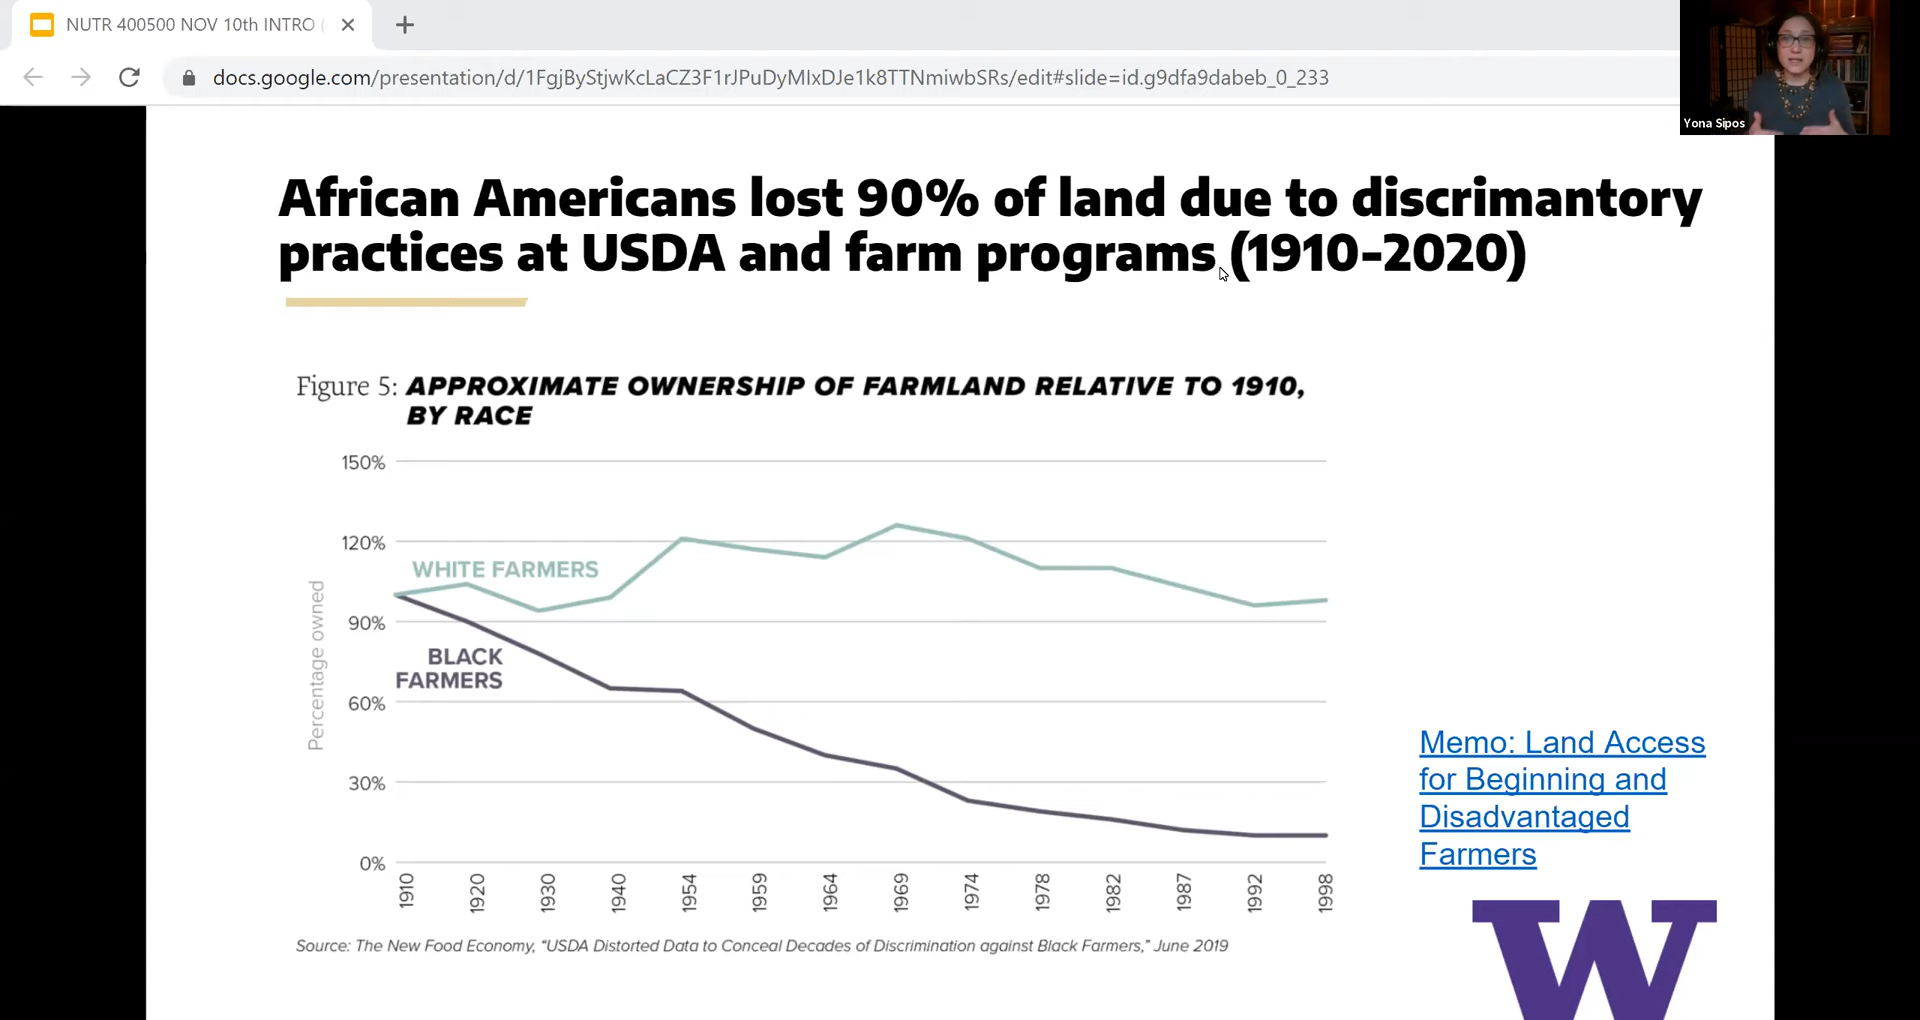 NUTR 400500 NOV 10th INTRO (
docs.google.com/presentation/d/1FgjByStjwKcLaCZ3F1rJPuDyMIxDJe1k8TTNmiwbSRs/edit#slide=id.g9dfa9dabeb_0_233
Yona Sipos
African Americans lost 90% of land due to discrimantory
practices at USDA and farm programs (1910-2020)
Figure 5: APPROXIMATE OWNERSHIP OF FARMLAND RELATIVE TO 1910,
BY RACE
Percentage owned
150%
120%
90%
60%
30%
0%
WHITE FARMERS
BLACK
FARMERS
1910
1920
1930
1940
1954
1959
1964
1969
1974
1978
1982
1987
1992
1998
Source: The New Food Economy, “USDA Distorted Data to Conceal Decades of Discrimination against Black Farmers,” June 2019
Memo: Land Access
for Beginning and
Disadvantaged
Farmers
W